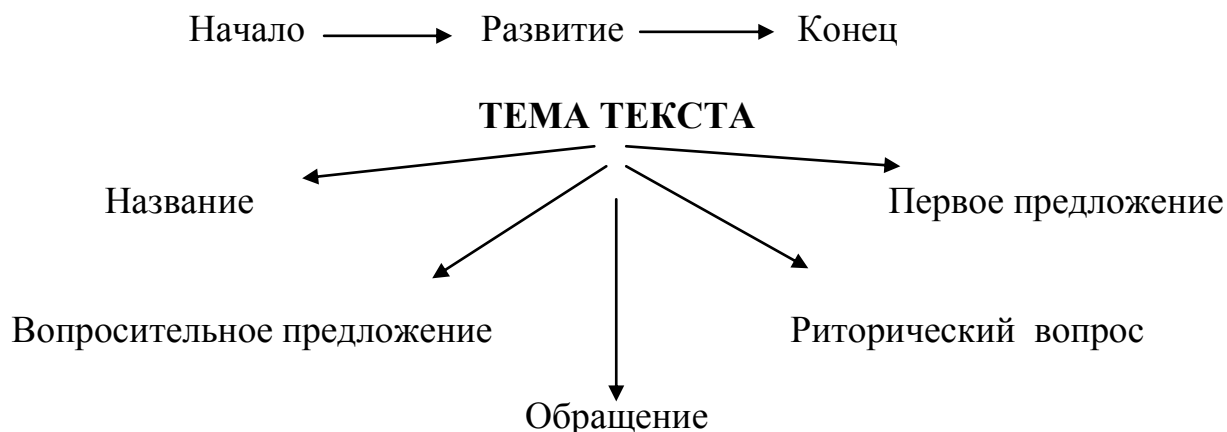 Начало Развитие Конец
ТЕМА ТЕКСТА
Название Первое предложение
Вопросительное предложение Риторический вопрос
Обращение